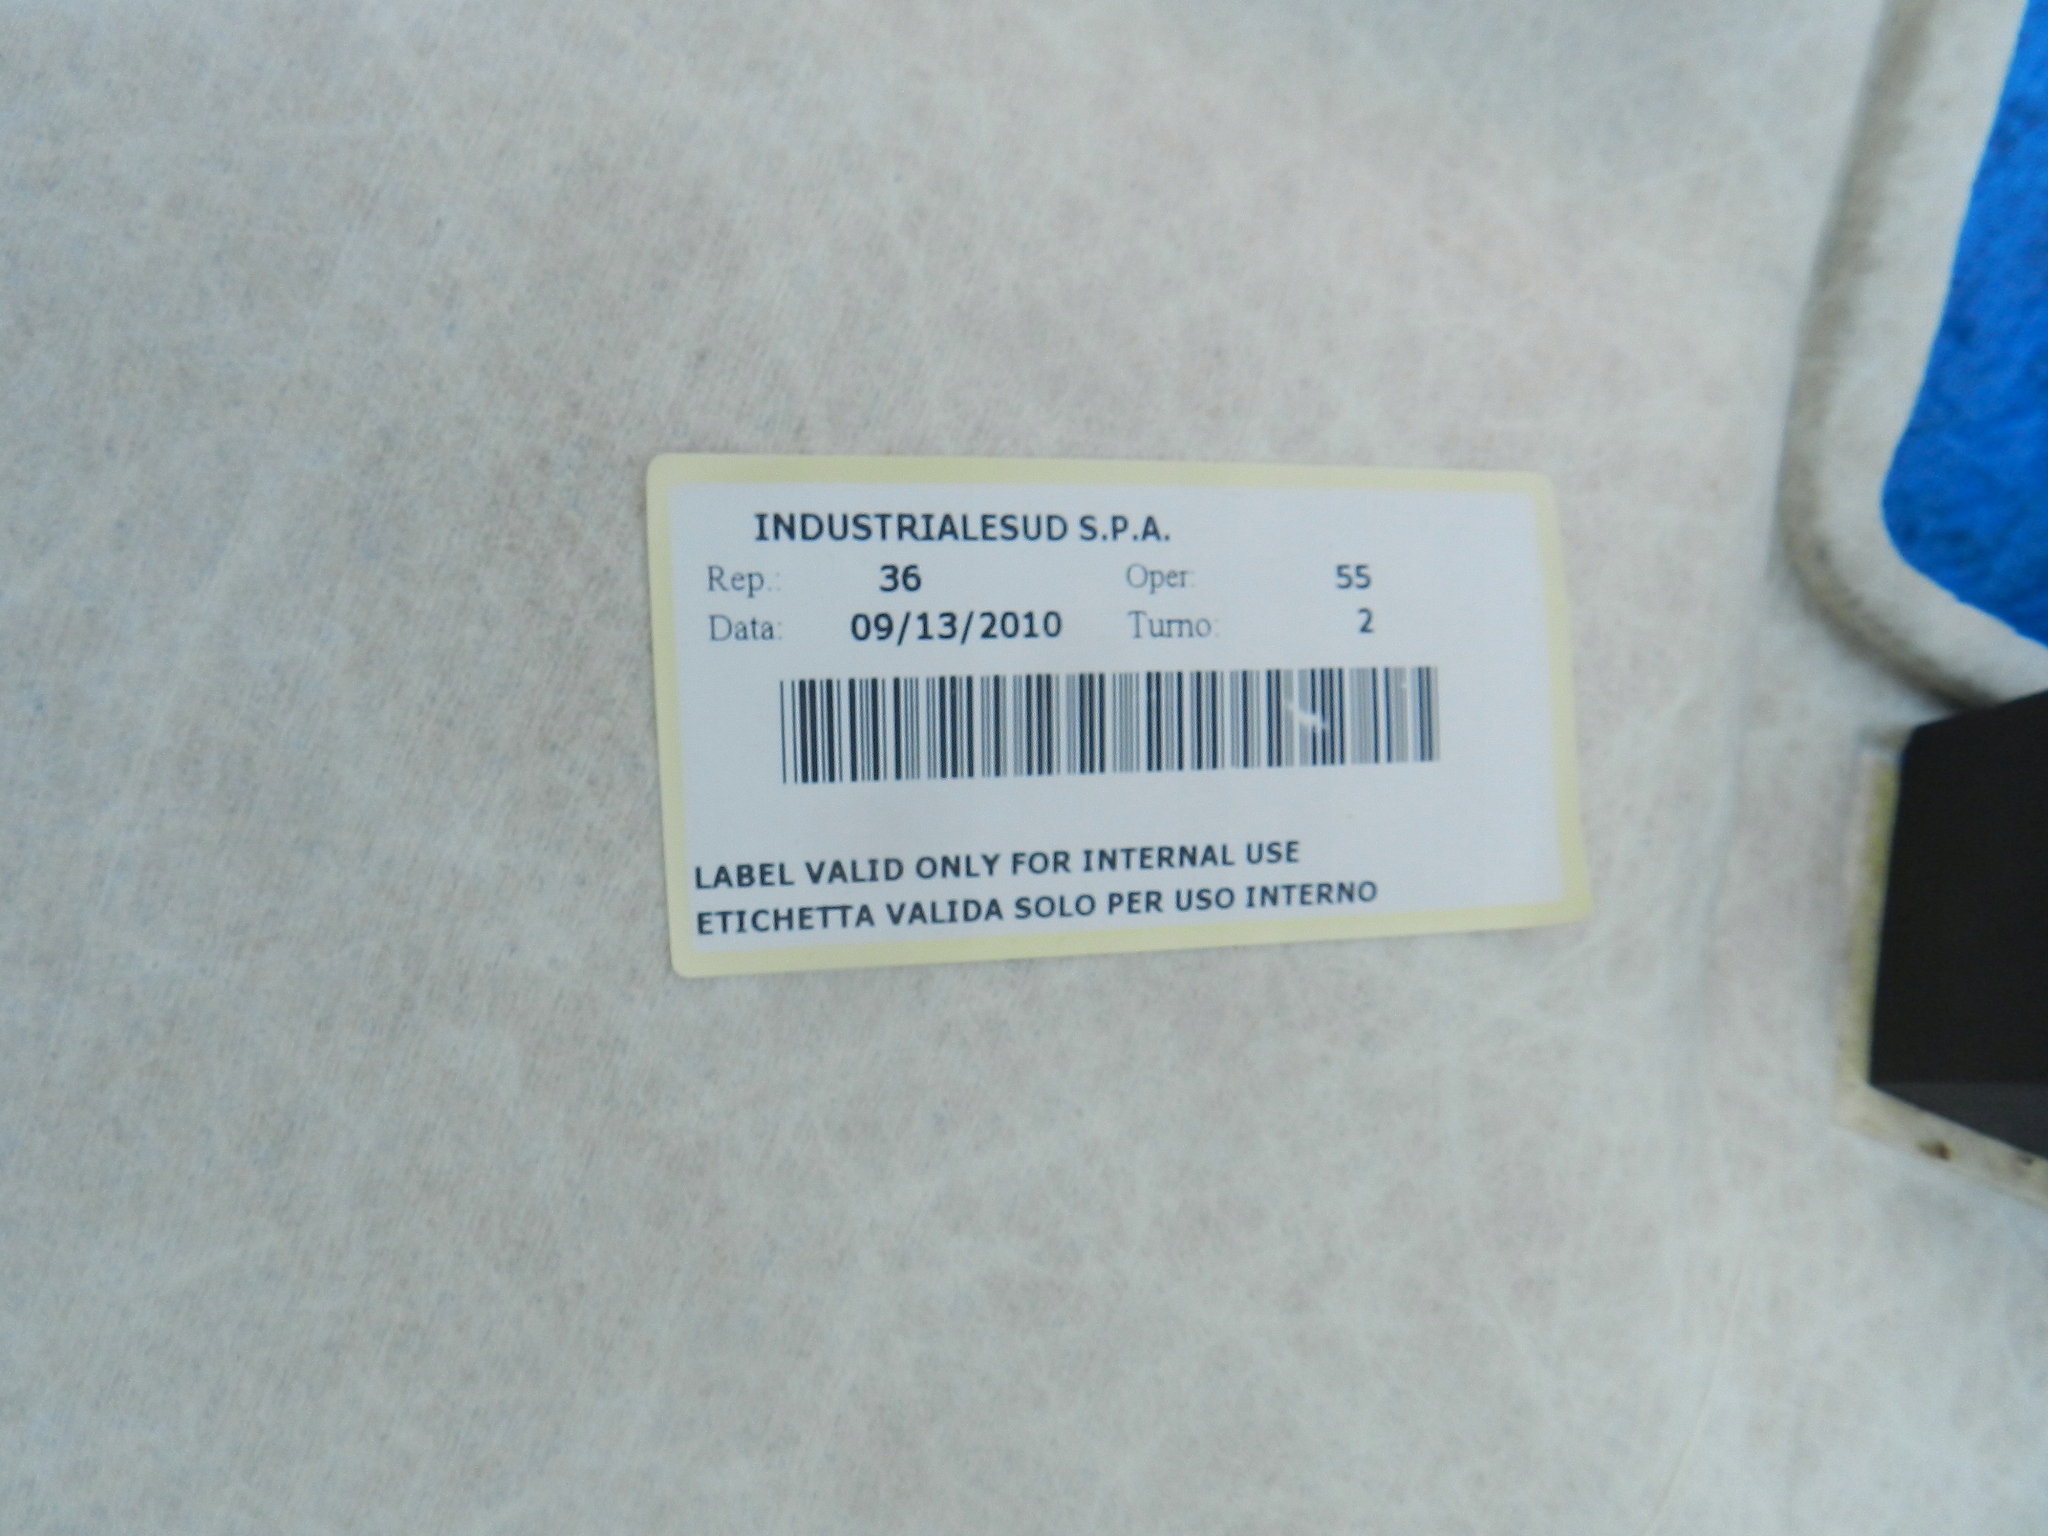 INDUSTRIALESUD S.P.A.
Rep.: 36 Oper: 55
Data: 09/13/2010 Turno: 2
LABEL VALID ONLY FOR INTERNAL USE
ETICHETTA VALIDA SOLO PER USO INTERNO